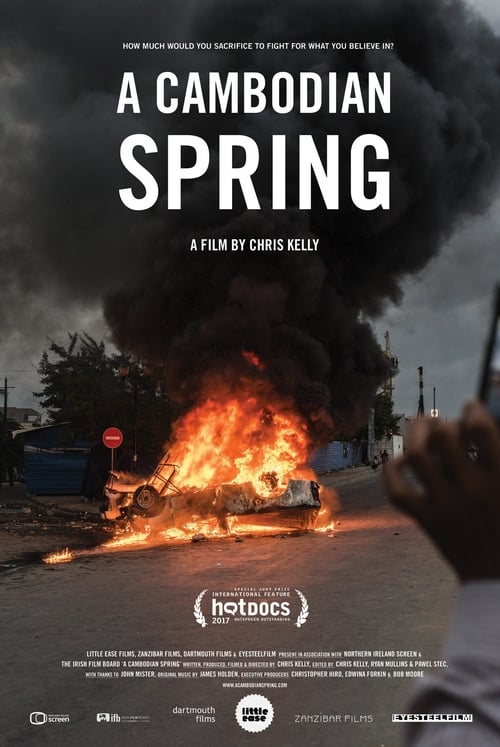 HOW MUCH WOULD YOU SACRIFICE TO FIGHT FOR WHAT YOU BELIEVE IN?
A CAMBODIAN
SPRING
A FILM BY CHRIS KELLY
SPECIAL JURY PRIZE
INTERNATIONAL FEATURE
hotDOCS
2017 OUTSPOKEN. OUTSTANDING.
LITTLE EASE FILMS, ZANZIBAR FILMS, DARTMOUTH FILMS & EYESTEELFILM PRESENT IN ASSOCIATION WITH NORTHERN IRELAND SCREEN &
THE IRISH FILM BOARD 'A CAMBODIAN SPRING' WRITTEN, PRODUCED, FILMED & DIRECTED BY CHRIS KELLY, EDITED BY CHRIS KELLY, RYAN MULLINS & PAWEL STEC,
WITH THANKS TO JOHN MISTER, ORIGINAL MUSIC BY JAMES HOLDEN, EXECUTIVE PRODUCERS CHRISTOPHER HIRD, EDWINA FORKIN & BOB MOORE
WWW.ACAMBODIANSPRING.COM
screen
ifb
dartmouth
films
little
ease
ZANZIBAR FILMS
EYESTEELFILM